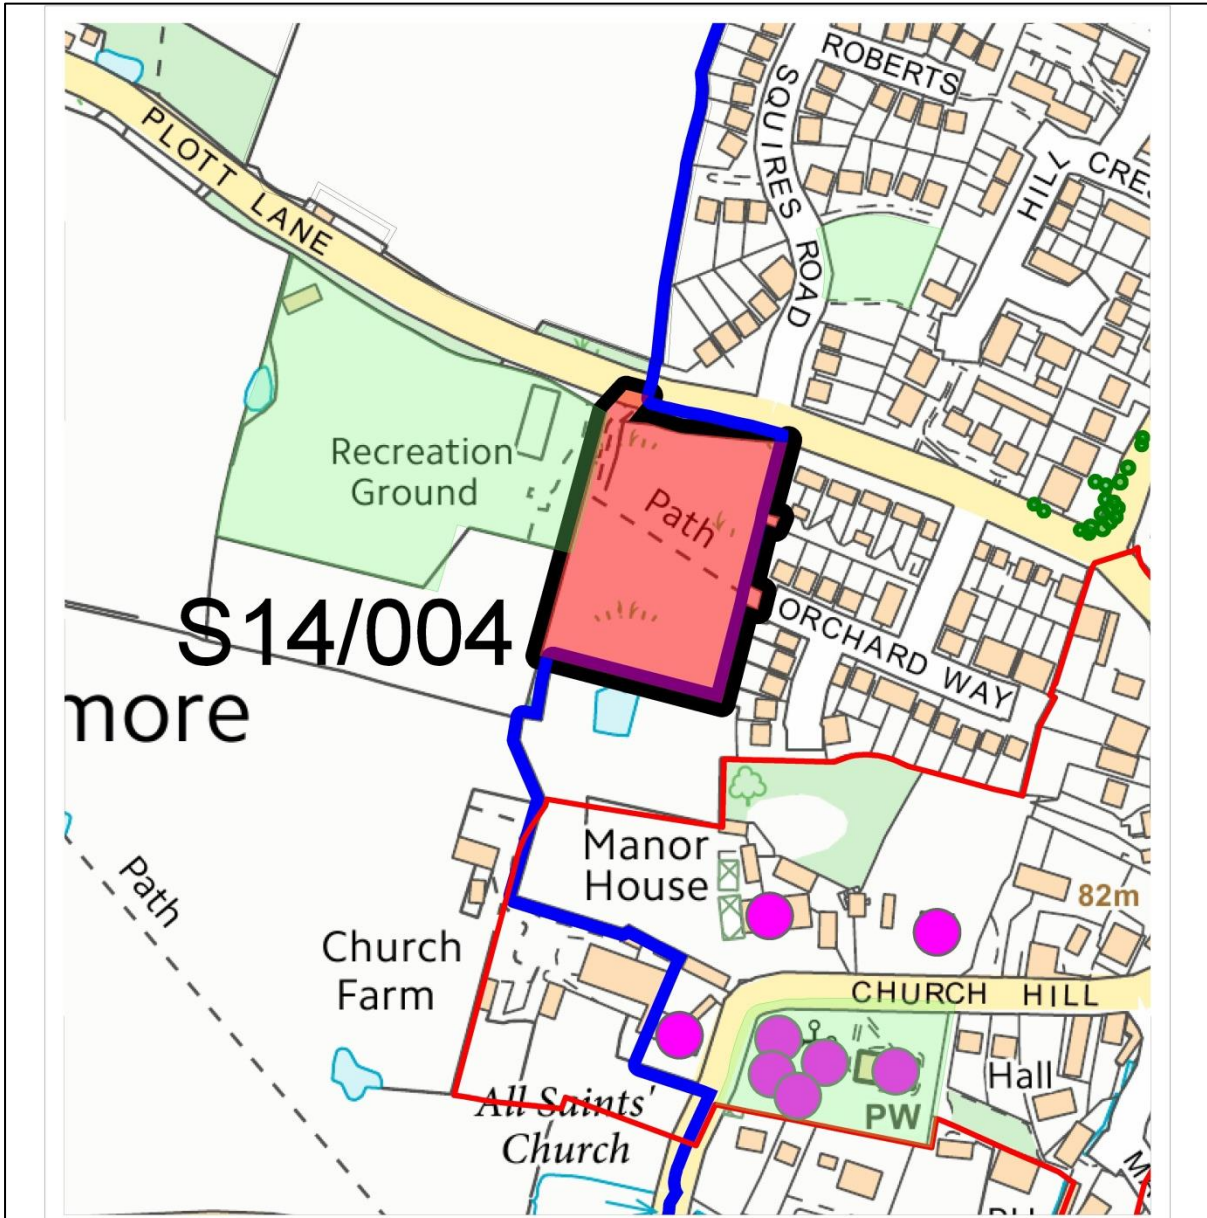 ROBERTS
SQUIRES ROAD
HILL
CRE
PLOTT LANE
Recreation
Ground
Path
S14/004
ORCHARD WAY
more
Manor
House
82m
Path
Church
Farm
CHURCH HILL
Hall
All Saints'
Church
PW